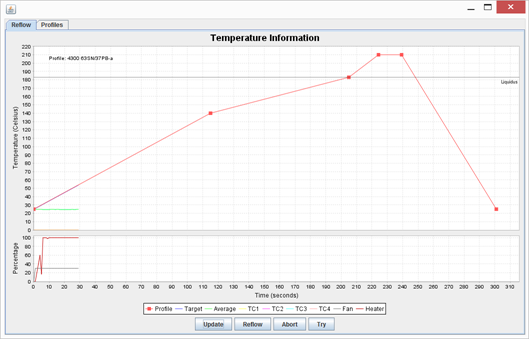 Reflow Profiles
Temperature Information
220
210
200
190
180
170
160
150
140
130
120
110
100
90
80
70
60
50
40
30
20
10
0
Temperature (Celsius)
Profile: 4300 63SN/37PB-a
Liquidus
100
80
60
40
20
0
Percentage
0 10 20 30 40 50 60 70 80 90 100 110 120 130 140 150 160 170 180 190 200 210 220 230 240 250 260 270 280 290 300 310
Time (seconds)
Profile Target Average TC1 TC2 TC3 TC4 Fan Heater
Update Reflow Abort Try